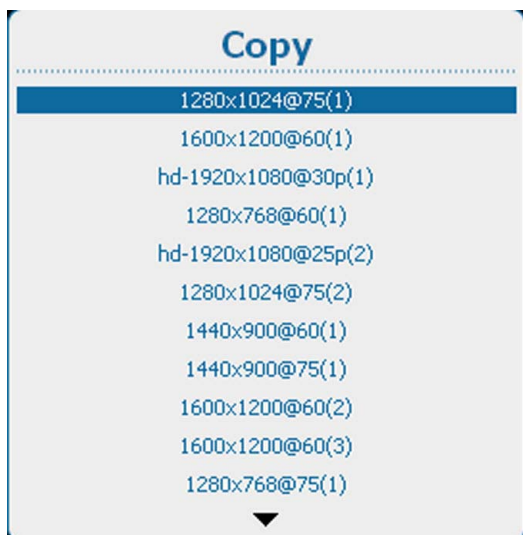 Copy
1280x1024@75(1)
1600x1200@60(1)
hd-1920x1080@30p(1)
1280x768@60(1)
hd-1920x1080@25p(2)
1280x1024@75(2)
1440x900@60(1)
1440x900@75(1)
1600x1200@60(2)
1600x1200@60(3)
1280x768@75(1)